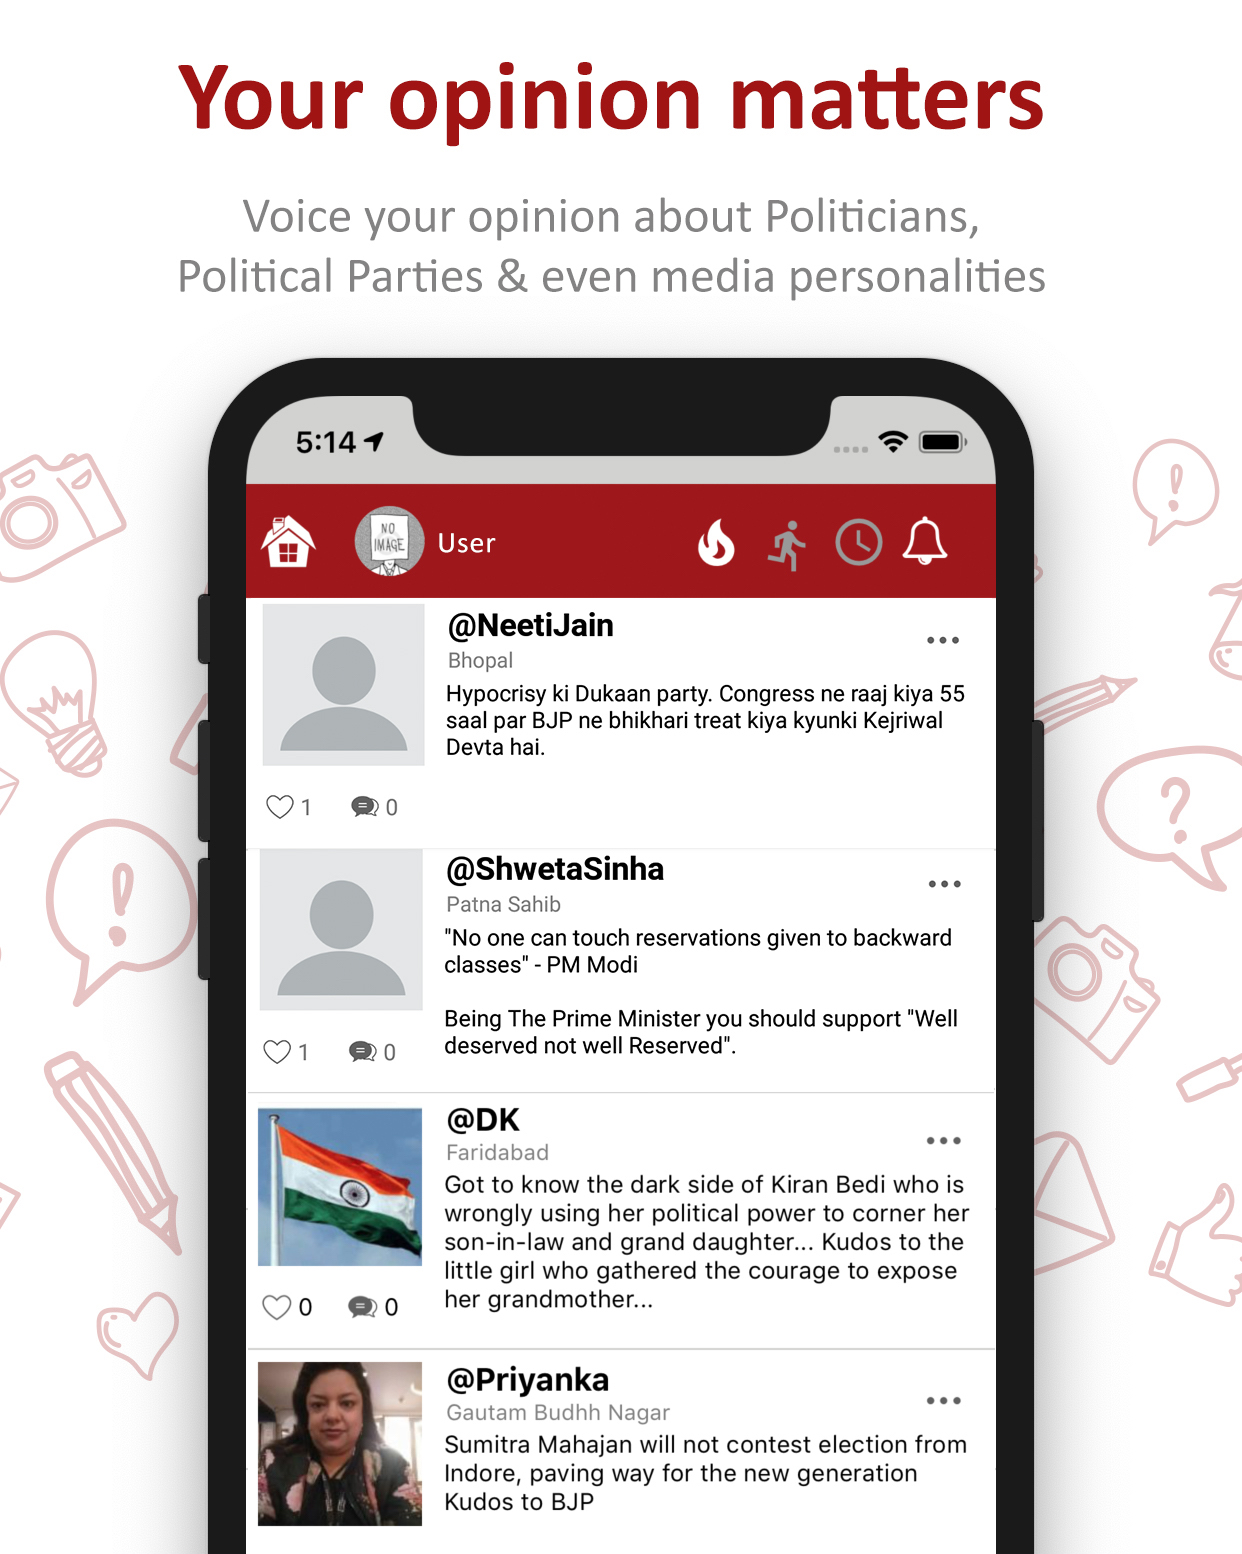 Your opinion matters
Voice your opinion about Politicians,
Political Parties & even media personalities
5:14
NO
IMAGE
User
@NeetiJain
Bhopal
Hypocrisy ki Dukaan party. Congress ne raaj kiya 55
saal par BJP ne bhikhari treat kiya kyunki Kejriwal
Devta hai.
1 0
@ShwetaSinha
Patna Sahib
"No one can touch reservations given to backward
classes" - PM Modi
Being The Prime Minister you should support "Well
deserved not well Reserved".
1 0
@DK
Faridabad
Got to know the dark side of Kiran Bedi who is
wrongly using her political power to corner her
son-in-law and grand daughter... Kudos to the
little girl who gathered the courage to expose
her grandmother...
0 0
@Priyanka
Gautam Budhh Nagar
Sumitra Mahajan will not contest election from
Indore, paving way for the new generation
Kudos to BJP